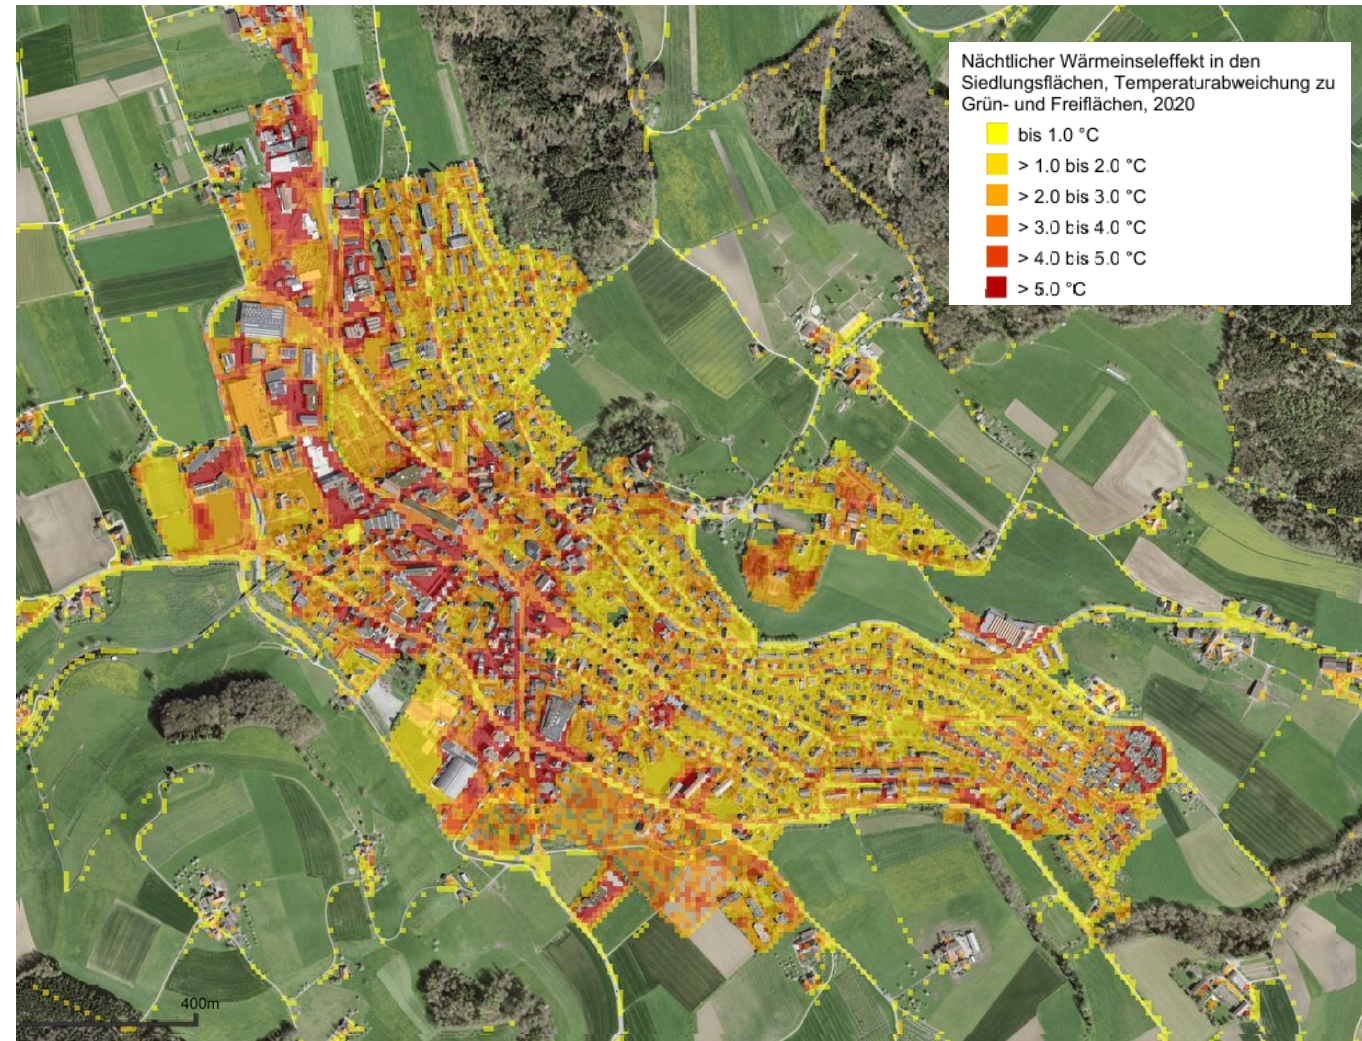 Nächtlicher Wärmeinseleffekt in den
Siedlungsflächen, Temperaturabweichung zu
Grün- und Freiflächen, 2020
bis 1.0 °C
> 1.0 bis 2.0 °C
> 2.0 bis 3.0 °C
> 3.0 bis 4.0 °C
> 4.0 bis 5.0 °C
> 5.0 °C
400m